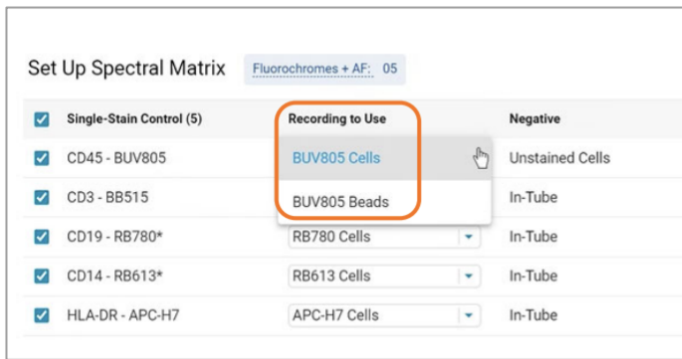 Set Up Spectral Matrix Fluorochromes + AF: 05
Single-Stain Control (5) Recording to Use Negative
CD45 - BUV805 BUV805 Cells Unstained Cells
CD3 - BB515 BUV805 Beads In-Tube
CD19 - RB780* RB780 Cells In-Tube
CD14 - RB613* RB613 Cells In-Tube
HLA-DR - APC-H7 APC-H7 Cells In-Tube